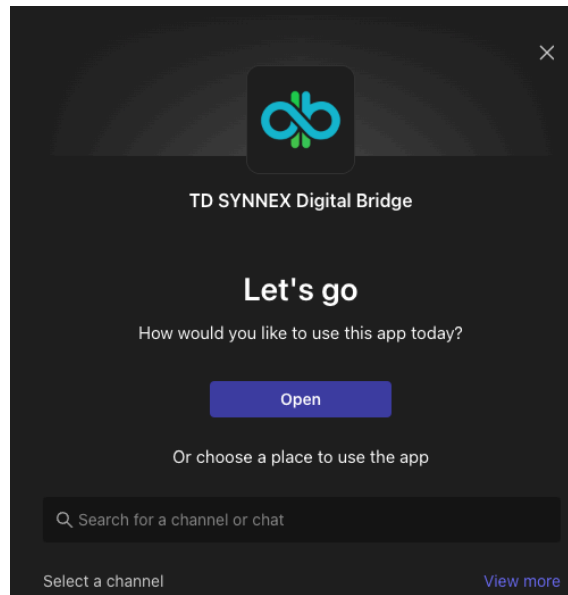 TD SYNNEX Digital Bridge
Let's go
How would you like to use this app today?
Open
Or choose a place to use the app
Search for a channel or chat
Select a channel
View more